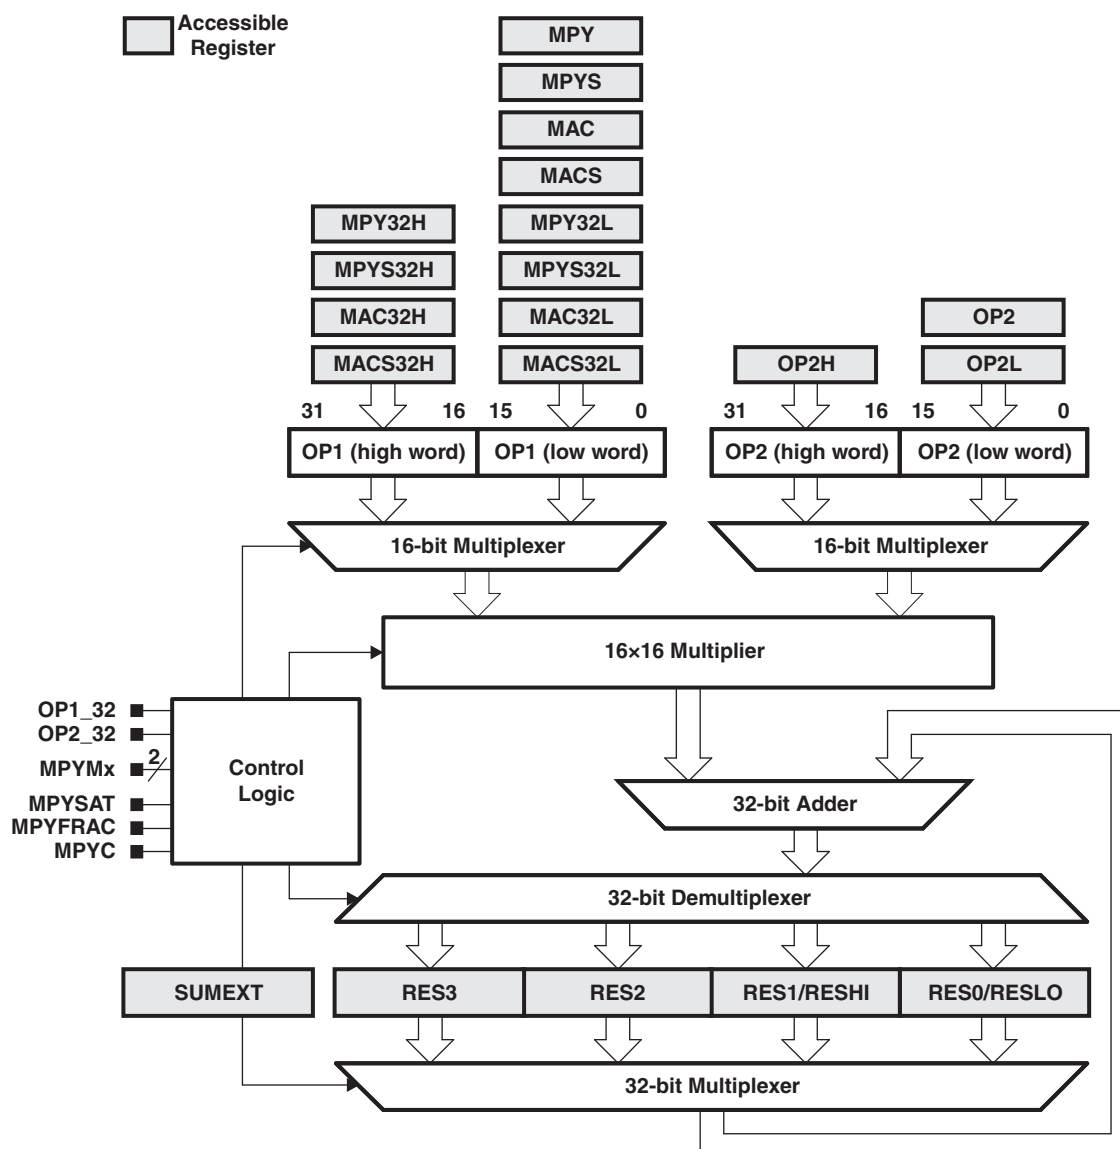 Accessible
Register
MPY
MPYS
MAC
MACS
MPY32H
MPY32L
MPYS32H
MPYS32L
MAC32H
MAC32L
OP2
MACS32H
MACS32L
OP2H
OP2L
31 16 15 0 31 16 15 0
OP1 (high word) OP1 (low word) OP2 (high word) OP2 (low word)
16-bit Multiplexer 16-bit Multiplexer
16×16 Multiplier
OP1_32
OP2_32
MPYMx 2
MPYSAT
MPYFRAC
MPYC
Control
Logic
32-bit Adder
32-bit Demultiplexer
SUMEXT RES3 RES2 RES1/RESHI RES0/RESLO
32-bit Multiplexer